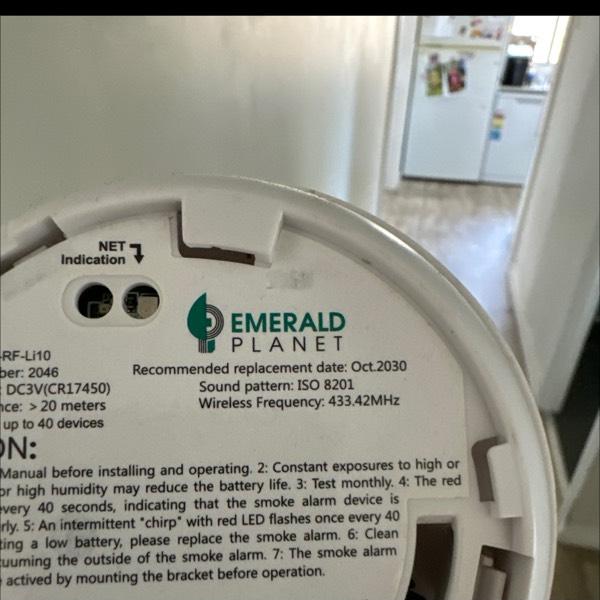 NET
Indication
EMERALD
PLANET
-RF-Li10
Recommended replacement date: Oct.2030
ber: 2046
Sound pattern: ISO 8201
: DC3V(CR17450)
Wireless Frequency: 433.42MHz
nce: > 20 meters
up to 40 devices
ON:
Manual before installing and operating. 2: Constant exposures to high or
or high humidity may reduce the battery life. 3: Test monthly. 4: The red
every 40 seconds, indicating that the smoke alarm device is
rly. 5: An intermittent "chirp" with red LED flashes once every 40
ting a low battery, please replace the smoke alarm. 6: Clean
cuuming the outside of the smoke alarm. 7: The smoke alarm
actived by mounting the bracket before operation.